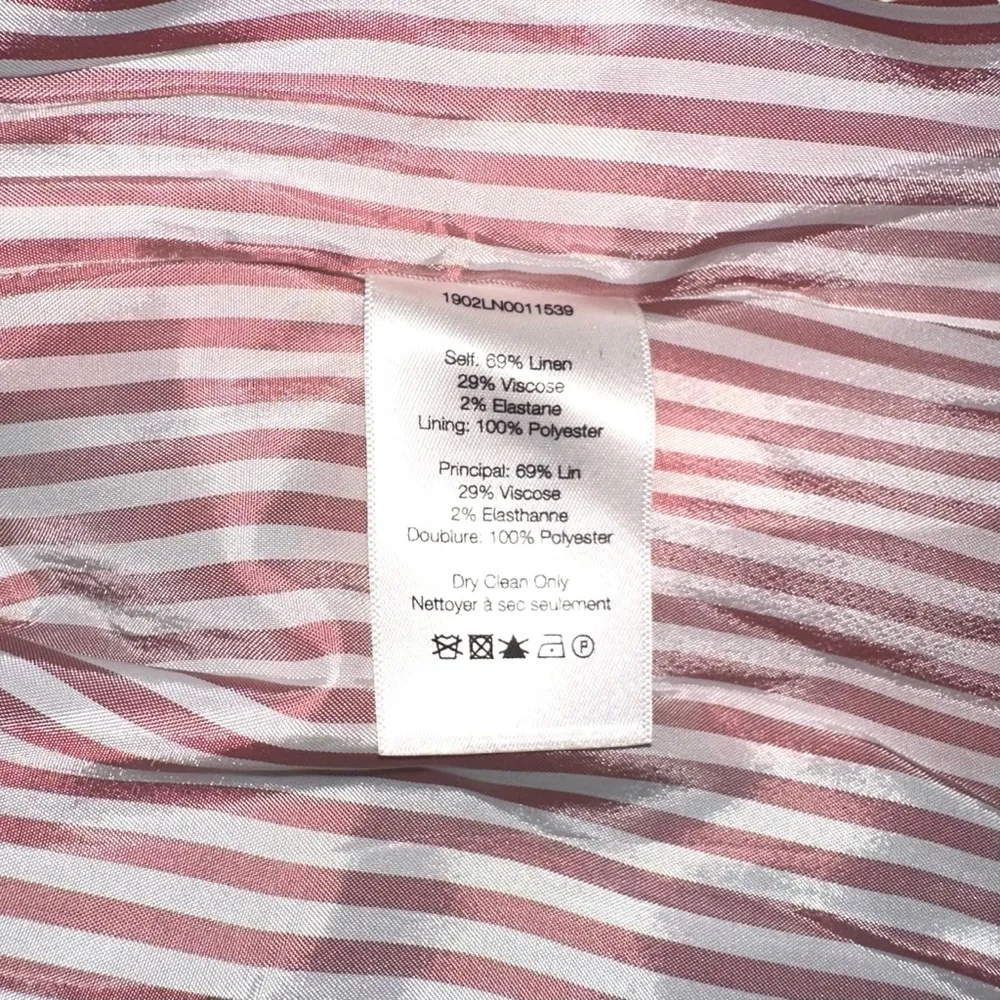 1902LN0011539
Self. 69% Linen
29% Viscose
2% Elastane
Lining: 100% Polyester
Principal: 69% Lin
29% Viscose
2% Elasthanne
Doublure: 100% Polyester
Dry Clean Only
Nettoyer à sec seulement
P